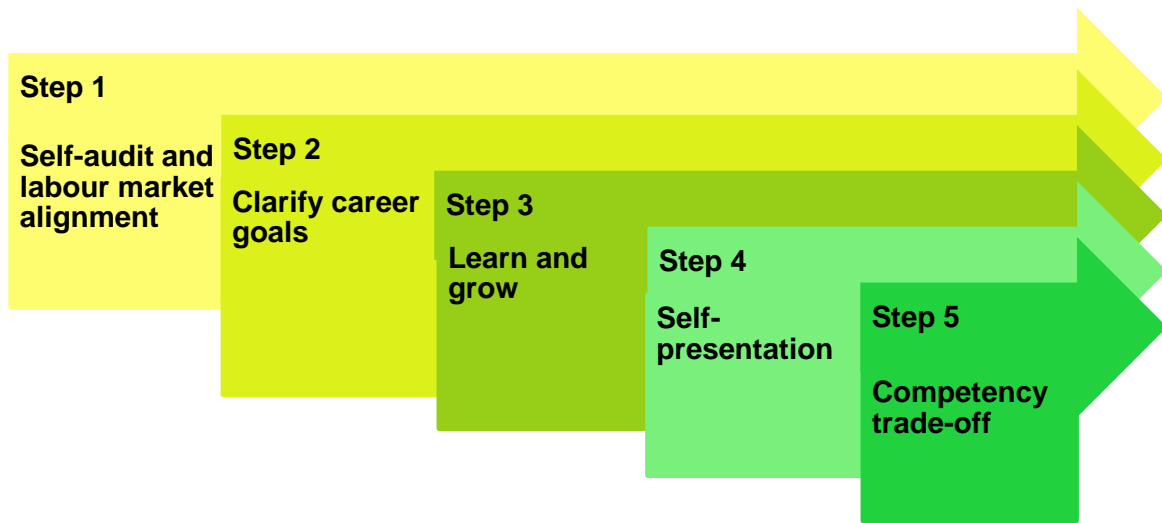 Step 1
Self-audit and
labour market
alignment
Step 2
Clarify career
goals
Step 3
Learn and
grow
Step 4
Self-
presentation
Step 5
Competency
trade-off